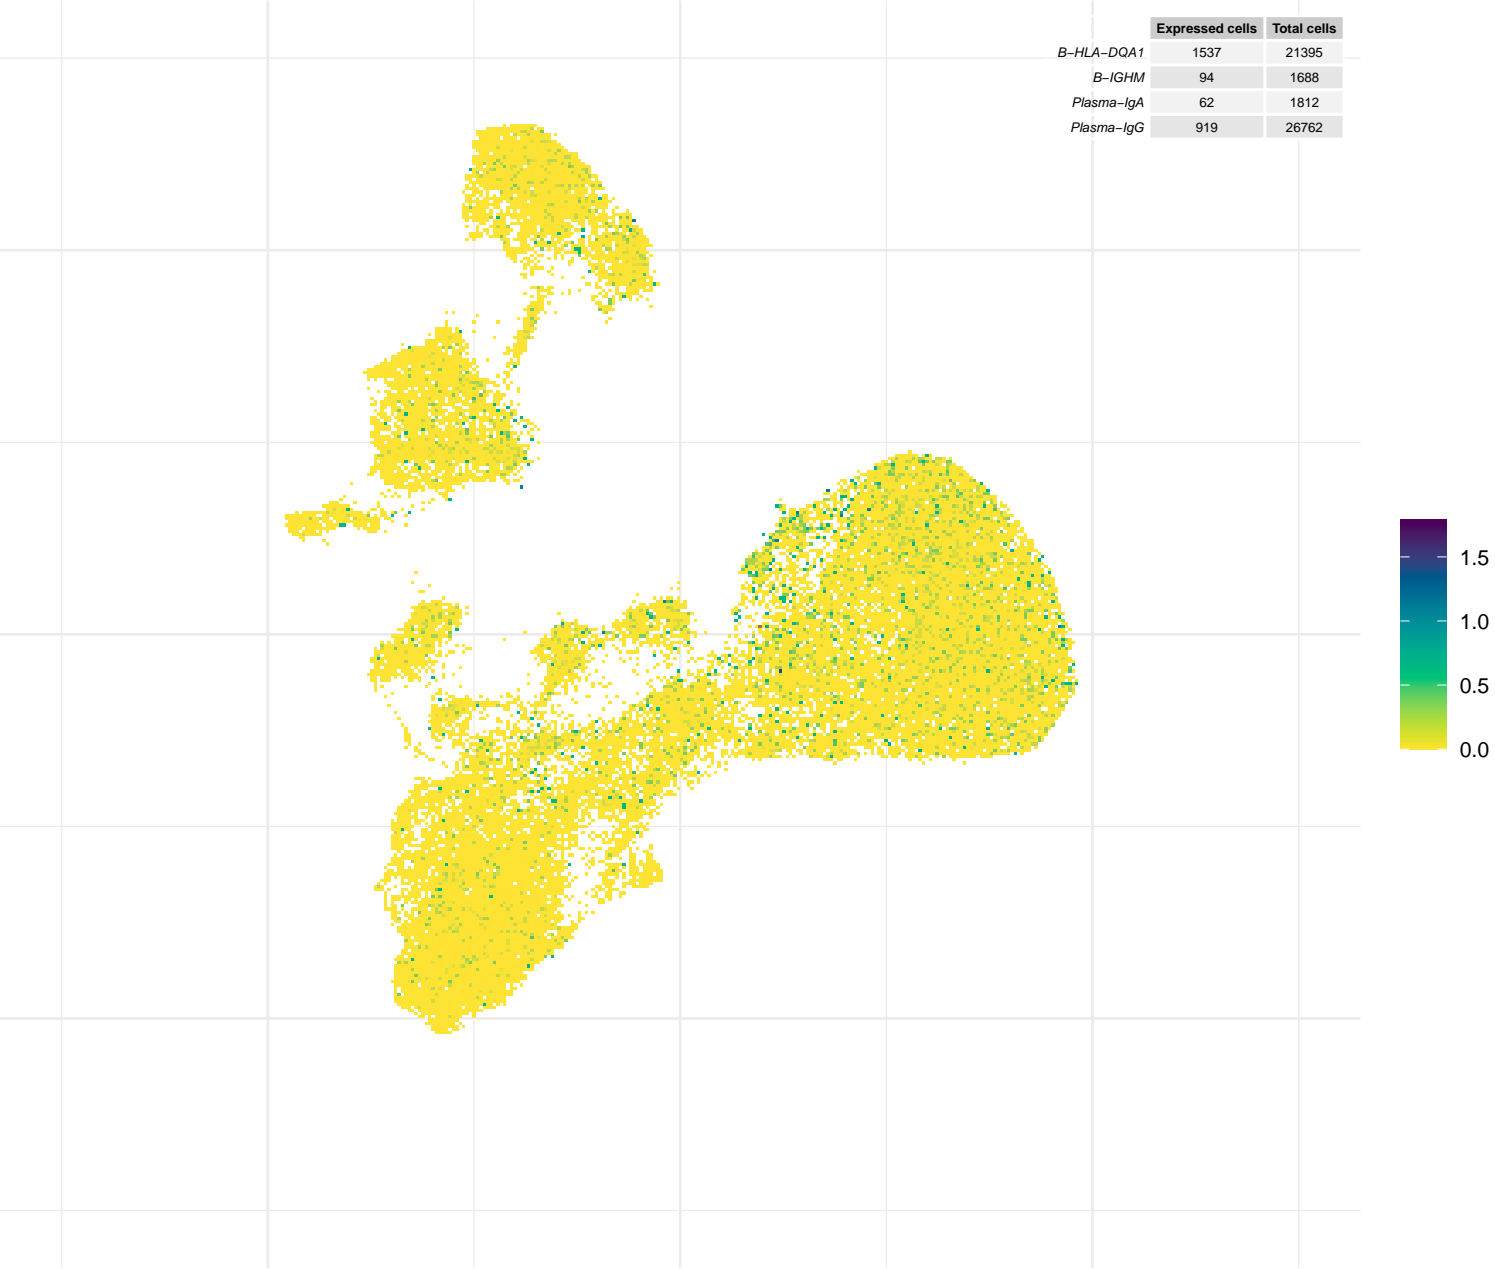 Expressed cells Total cells
B−HLA−DQA1 1537 21395
B−IGHM 94 1688
Plasma−IgA 62 1812
Plasma−IgG 919 26762
1.5
1.0
0.5
0.0